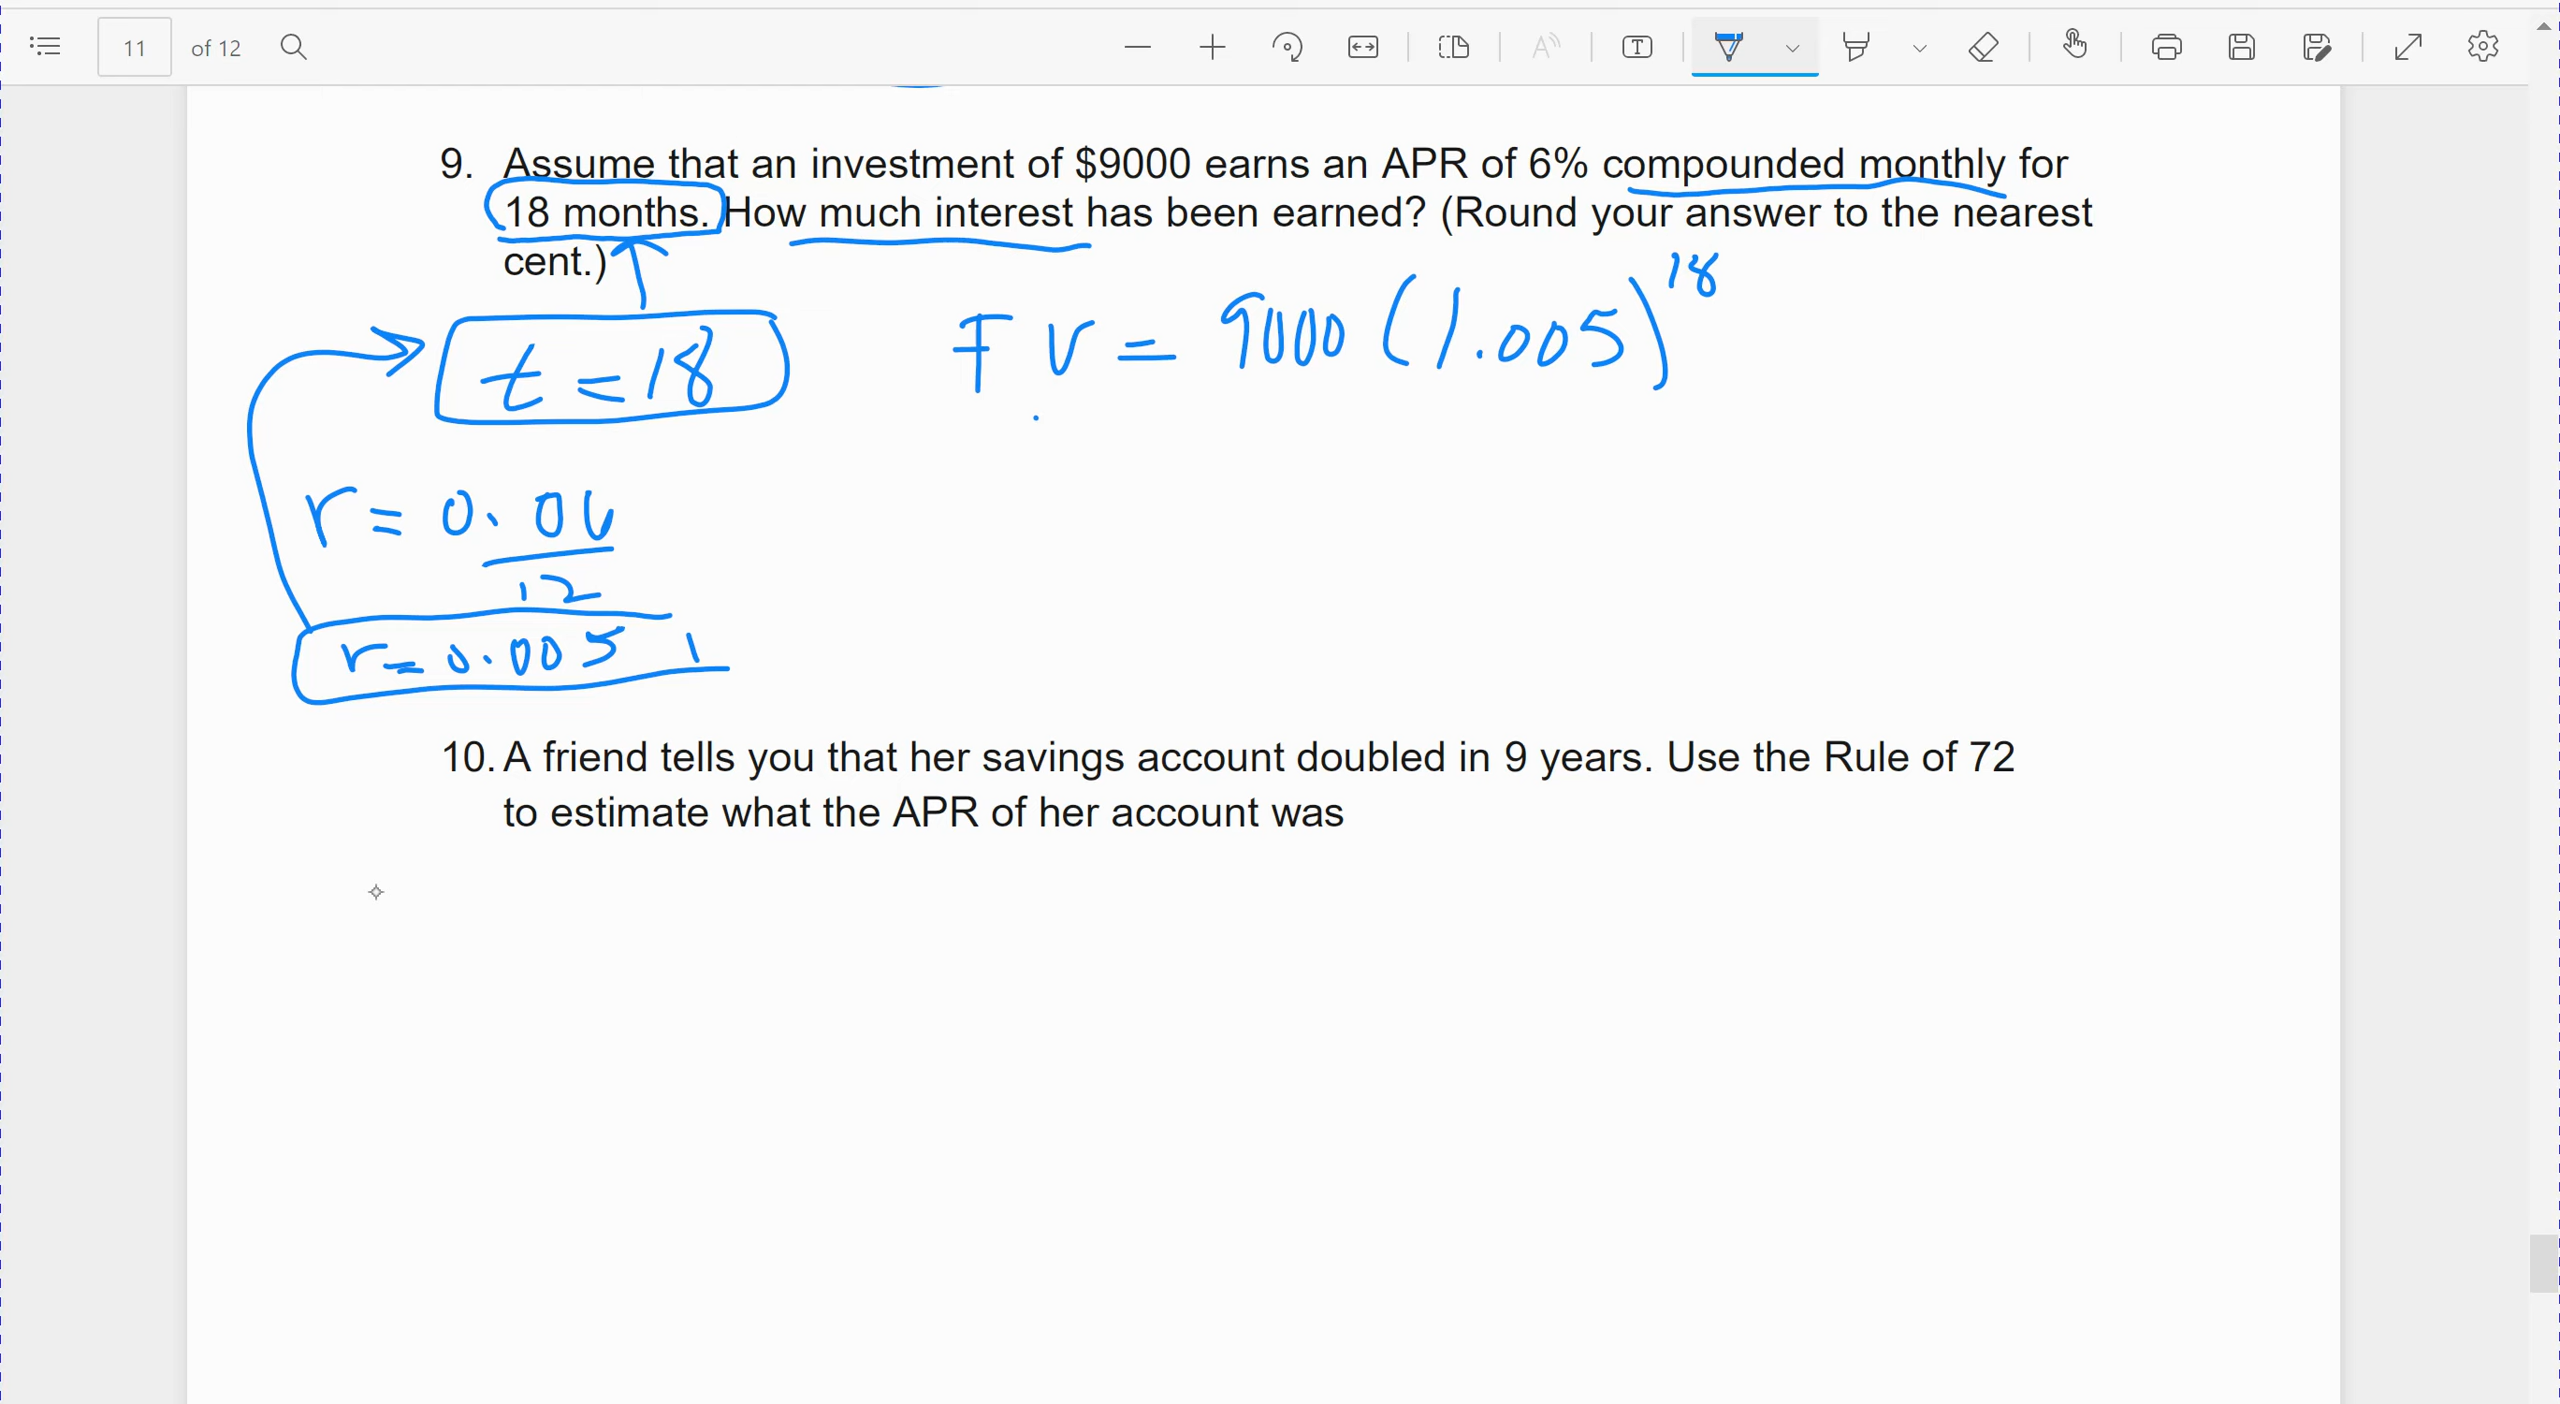 11 of 12
9. Assume that an investment of $9000 earns an APR of 6% compounded monthly for
18 months. How much interest has been earned? (Round your answer to the nearest
cent.)
t = 18
FV = 9000 (1.005)^18
r = 0.06
12
r = 0.005
10. A friend tells you that her savings account doubled in 9 years. Use the Rule of 72
to estimate what the APR of her account was